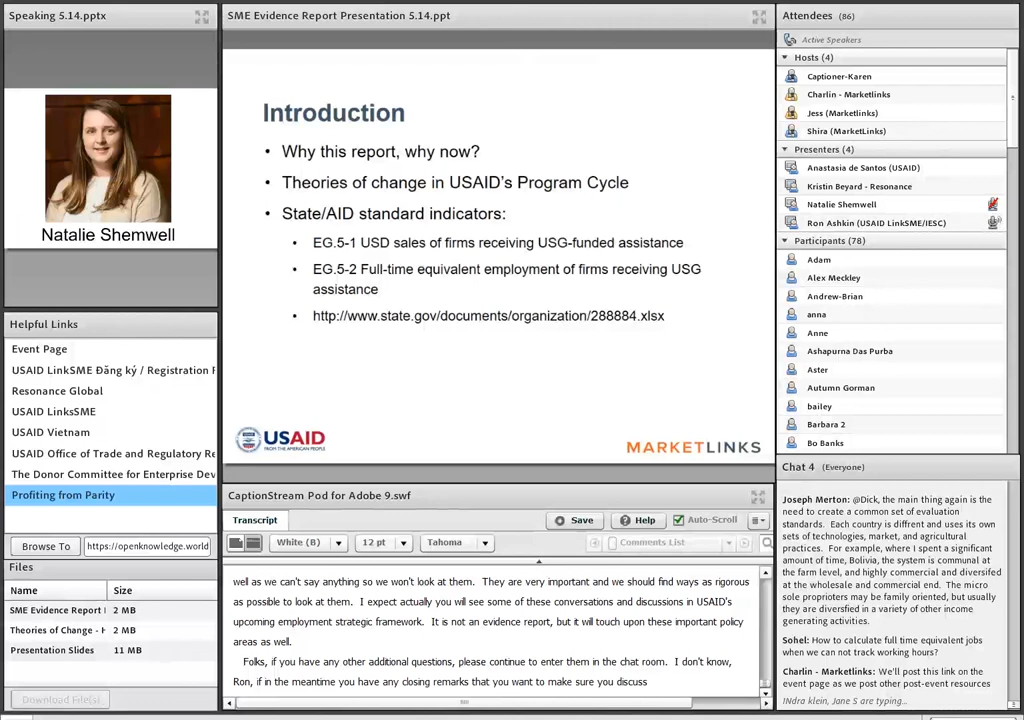 Speaking 5.14.pptx
Natalie Shemwell
Helpful Links
Event Page
USAID LinkSME Đăng ký / Registration F
Resonance Global
USAID LinksSME
USAID Vietnam
USAID Office of Trade and Regulatory Re
The Donor Committee for Enterprise Dev
Profiting from Parity
Browse To
https://openknowledge.world
Files
Name Size
SME Evidence Report 2 MB
Theories of Change - 2 MB
Presentation Slides 11 MB
Download File(s)
SME Evidence Report Presentation 5.14.ppt
Introduction
• Why this report, why now?
• Theories of change in USAID's Program Cycle
• State/AID standard indicators:
• EG.5-1 USD sales of firms receiving USG-funded assistance
• EG.5-2 Full-time equivalent employment of firms receiving USG
assistance
• http://www.state.gov/documents/organization/288884.xlsx
USAID
FROM THE AMERICAN PEOPLE
MARKETLINKS
CaptionStream Pod for Adobe 9.swf
Transcript
Save
Help
Auto-Scroll
White (B)
12 pt
Tahoma
Comments List
well as we can't say anything so we won't look at them. They are very important and we should find ways as rigorous
as possible to look at them. I expect actually you will see some of these conversations and discussions in USAID's
upcoming employment strategic framework. It is not an evidence report, but it will touch upon these important policy
areas as well.
Folks, if you have any other additional questions, please continue to enter them in the chat room. I don't know,
Ron, if in the meantime you have any closing remarks that you want to make sure you discuss
Attendees (86)
Active Speakers
Hosts (4)
Captioner-Karen
Charlin - Marketlinks
Jess (Marketlinks)
Shira (MarketLinks)
Presenters (4)
Anastasia de Santos (USAID)
Kristin Beyard - Resonance
Natalie Shemwell
Ron Ashkin (USAID LinkSME/IESC)
Participants (78)
Adam
Alex Meckley
Andrew-Brian
anna
Anne
Ashapurna Das Purba
Aster
Autumn Gorman
bailey
Barbara 2
Bo Banks
Chat 4 (Everyone)
Joseph Merton: @Dick, the main thing again is the
need to create a common set of evaluation
standards. Each country is diffrent and uses its own
sets of technologies, market, and agricultural
practices. For example, where I spent a significant
amount of time, Bolivia, the system is communal at
the farm level, and highly commercial and diversifed
at the wholesale and commercial end. The micro
sole proprioters may be family oriented, but usually
they are diversfied in a variety of other income
generating activities.
Sohel: How to calculate full time equivalent jobs
when we can not track working hours?
Charlin - Marketlinks: We'll post this link on the
event page as we post other post-event resources
INdra klein, Jane S are typing...